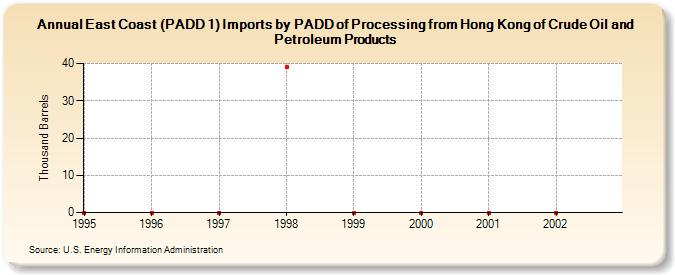 Annual East Coast (PADD 1) Imports by PADD of Processing from Hong Kong of Crude Oil and
Petroleum Products
Thousand Barrels
40
30
20
10
0
1995 1996 1997 1998 1999 2000 2001 2002
Source: U.S. Energy Information Administration